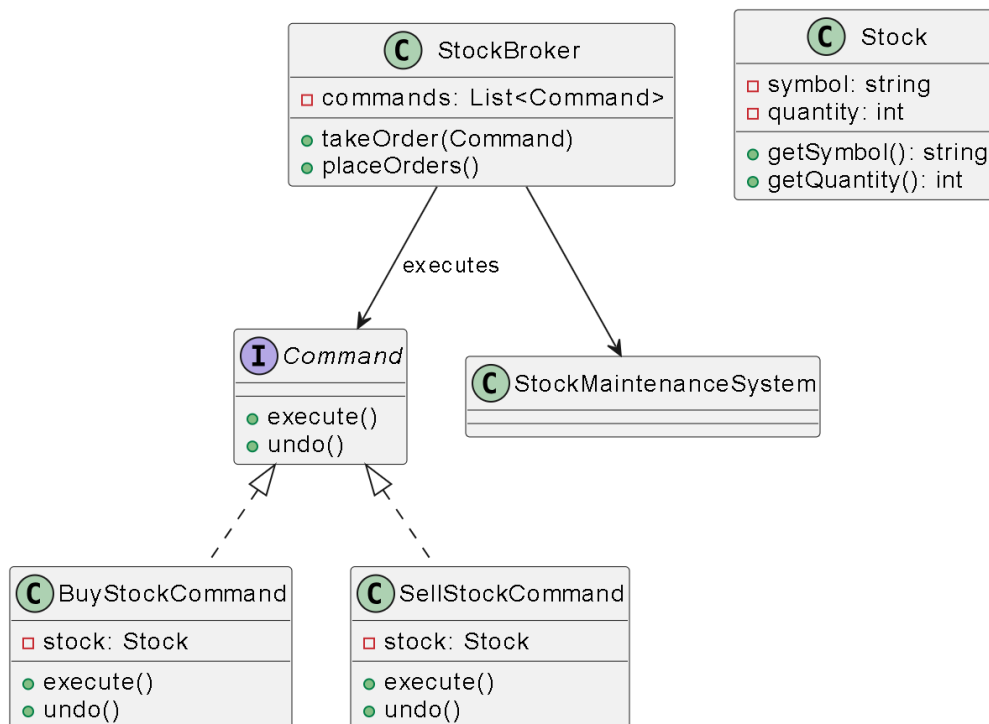 C StockBroker
commands: List<Command>
takeOrder(Command)
placeOrders()
C Stock
symbol: string
quantity: int
getSymbol(): string
getQuantity(): int
executes
I Command
execute()
undo()
C StockMaintenanceSystem
C BuyStockCommand
stock: Stock
execute()
undo()
C SellStockCommand
stock: Stock
execute()
undo()